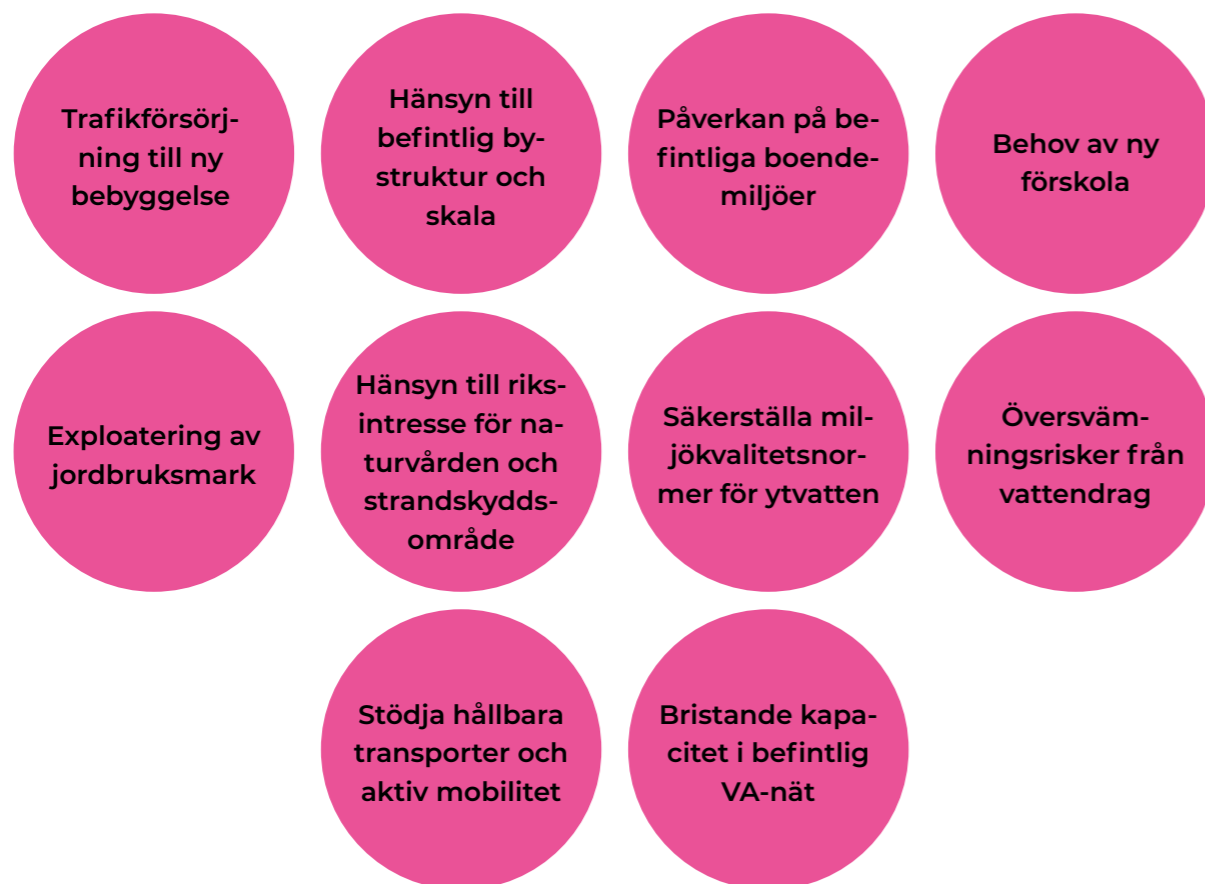 Trafikförsörj-
ning till ny
bebyggelse
Hänsyn till
befintlig by-
struktur och
skala
Påverkan på be-
fintliga boende-
miljöer
Behov av ny
förskola
Exploatering av
jordbruksmark
Hänsyn till riks-
intresse för na-
turvården och
strandskydds-
område
Säkerställa mil-
jökvalitetsnor-
mer för ytvatten
Översväm-
ningsrisker från
vattendrag
Stödja hållbara
transporter och
aktiv mobilitet
Bristande kapa-
citet i befintlig
VA-nät